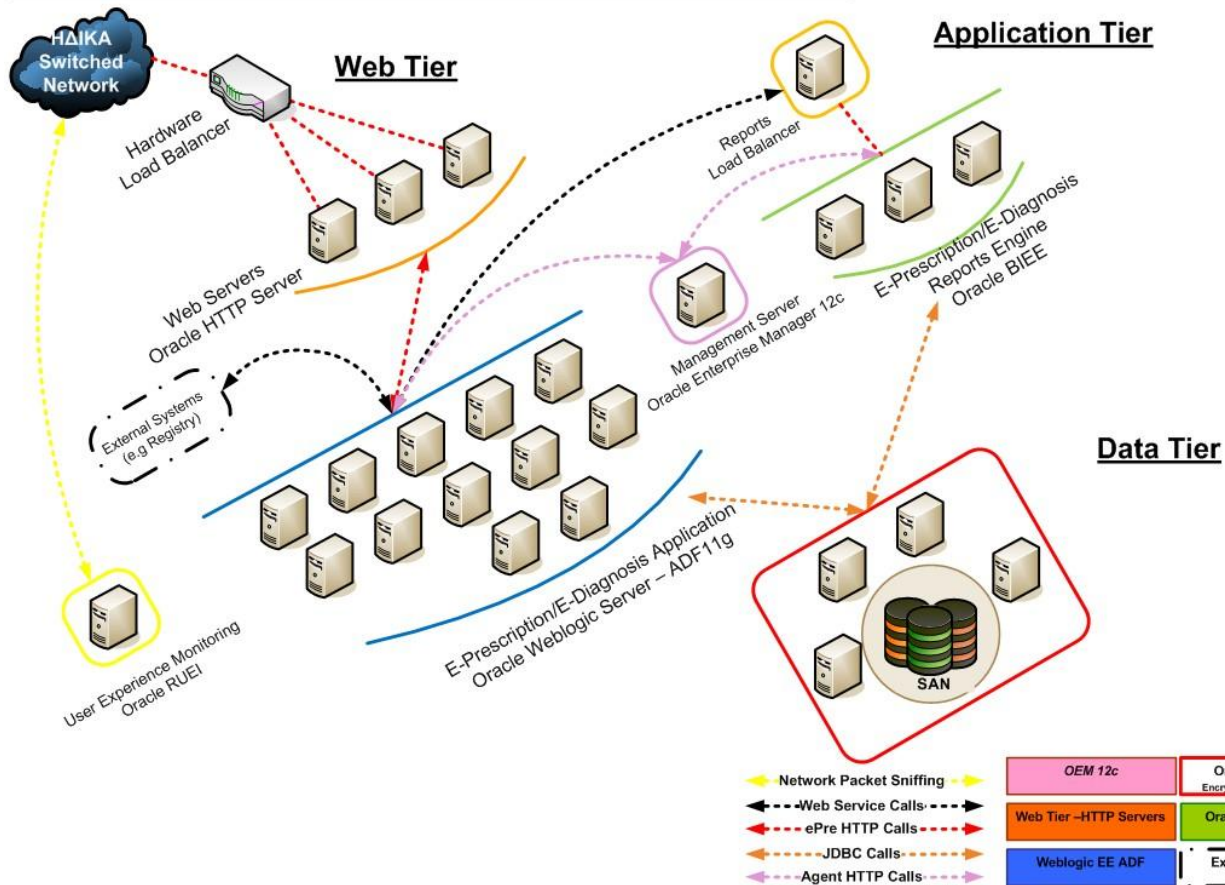 HΔIKA
Switched
Network
Web Tier
Application Tier
Hardware
Load Balancer
Reports
Load Balancer
Web Servers
Oracle HTTP Server
E-Prescription/E-Diagnosis
Reports Engine
Oracle BIEE
Management Server
Oracle Enterprise Manager 12c
External Systems
(e.g Registry)
Data Tier
E-Prescription/E-Diagnosis Application
Oracle Weblogic Server – ADF11g
SAN
User Experience Monitoring
Oracle RUEI
Network Packet Sniffing
Web Service Calls
ePre HTTP Calls
JDBC Calls
Agent HTTP Calls
OEM 12c
Web Tier –HTTP Servers
Weblogic EE ADF